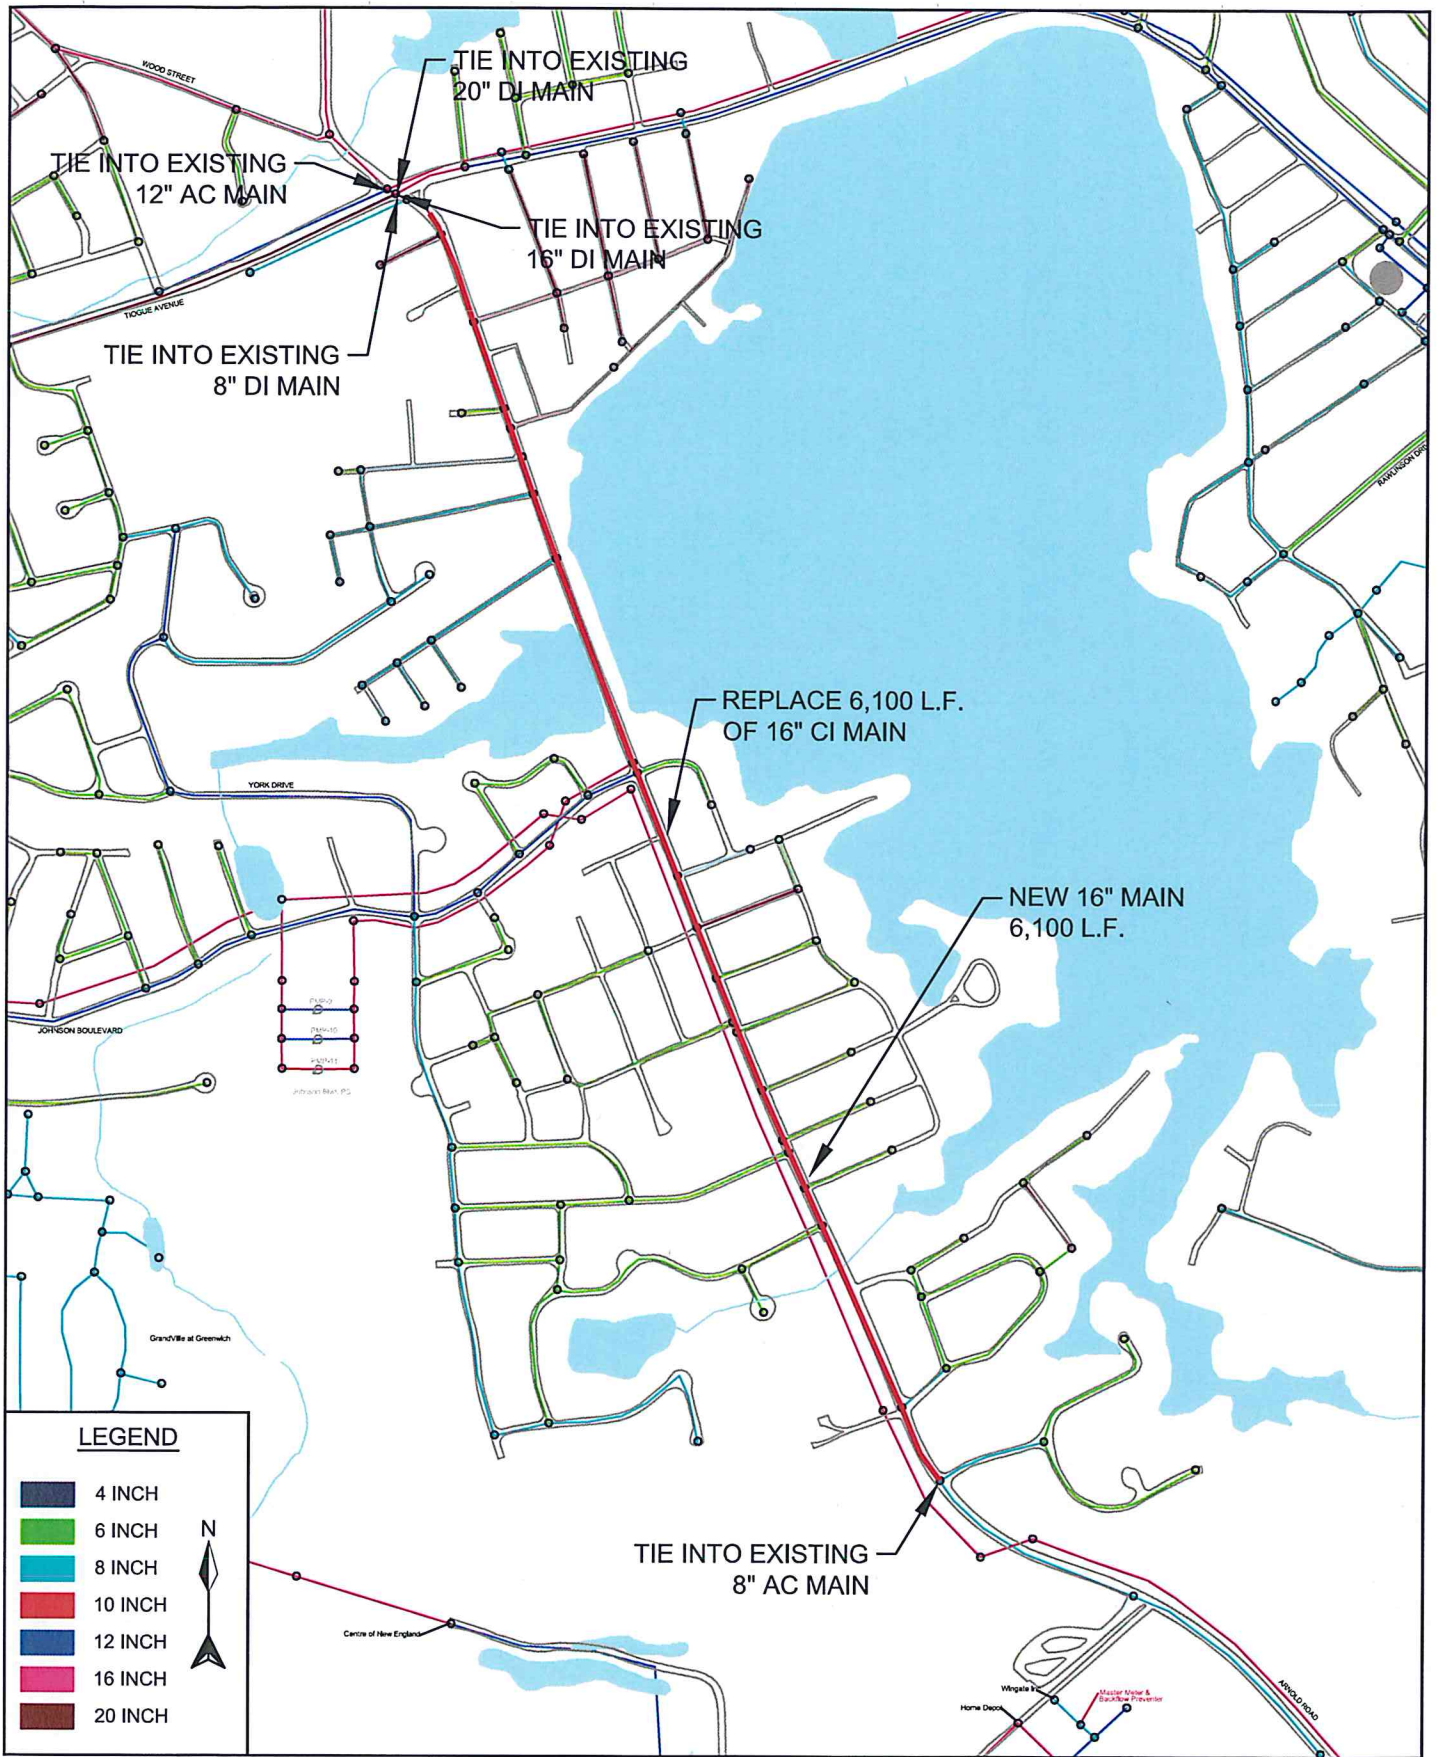 WOOD STREET
TIE INTO EXISTING
20" DI MAIN
TIE INTO EXISTING
12" AC MAIN
TIE INTO EXISTING
16" DI MAIN
TIOGUE AVENUE
TIE INTO EXISTING
8" DI MAIN
RAWLINSON
REPLACE 6,100 L.F.
OF 16" CI MAIN
YORK DRIVE
NEW 16" MAIN
6,100 L.F.
JOHNSON BOULEVARD
GrandVille at Greenwich
TIE INTO EXISTING
8" AC MAIN
LEGEND
4 INCH
6 INCH
8 INCH
10 INCH
12 INCH
16 INCH
20 INCH
N
Centre of New England
Wingate
Home Depot
Master Meter &
Backflow Preventer
ARNOLD ROAD